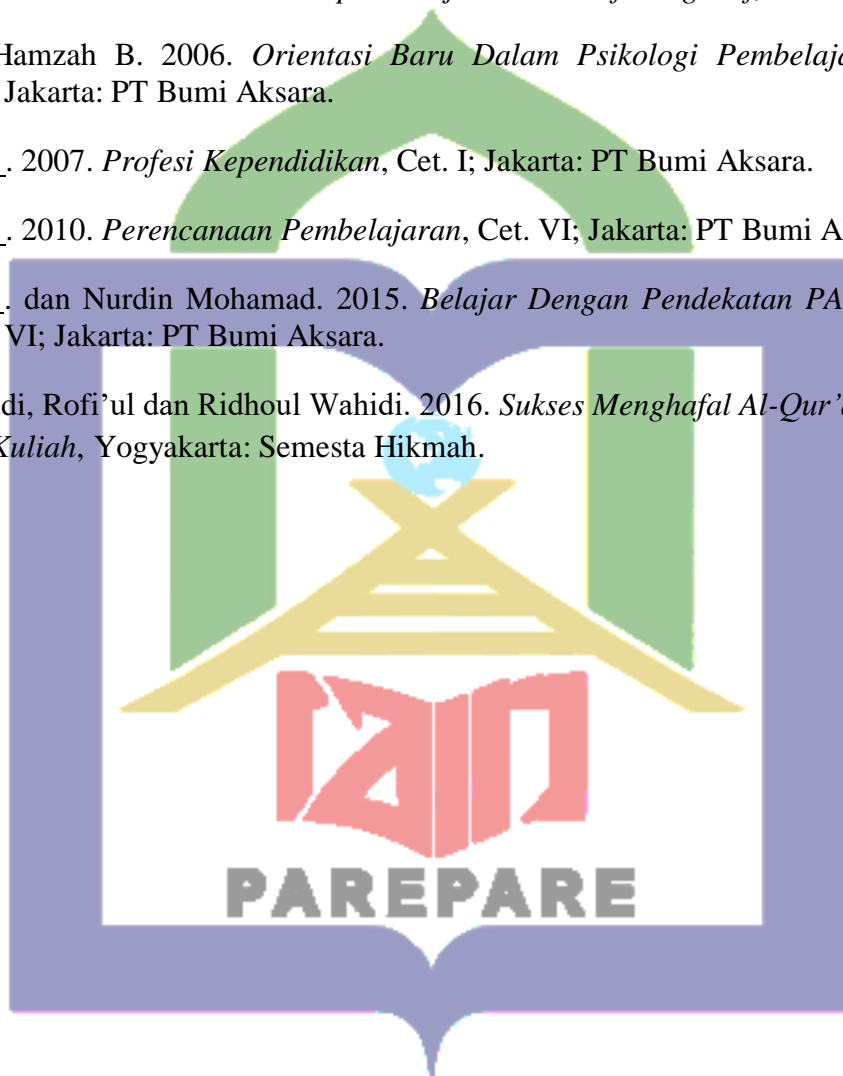 Hamzah B. 2006. Orientasi Baru Dalam Psikologi Pembelaja
Jakarta: PT Bumi Aksara.
. 2007. Profesi Kependidikan, Cet. I; Jakarta: PT Bumi Aksara.
. 2010. Perencanaan Pembelajaran, Cet. VI; Jakarta: PT Bumi A
. dan Nurdin Mohamad. 2015. Belajar Dengan Pendekatan PA
VI; Jakarta: PT Bumi Aksara.
di, Rofi’ul dan Ridhoul Wahidi. 2016. Sukses Menghafal Al-Qur’
Kuliah, Yogyakarta: Semesta Hikmah.
iain
PAREPARE